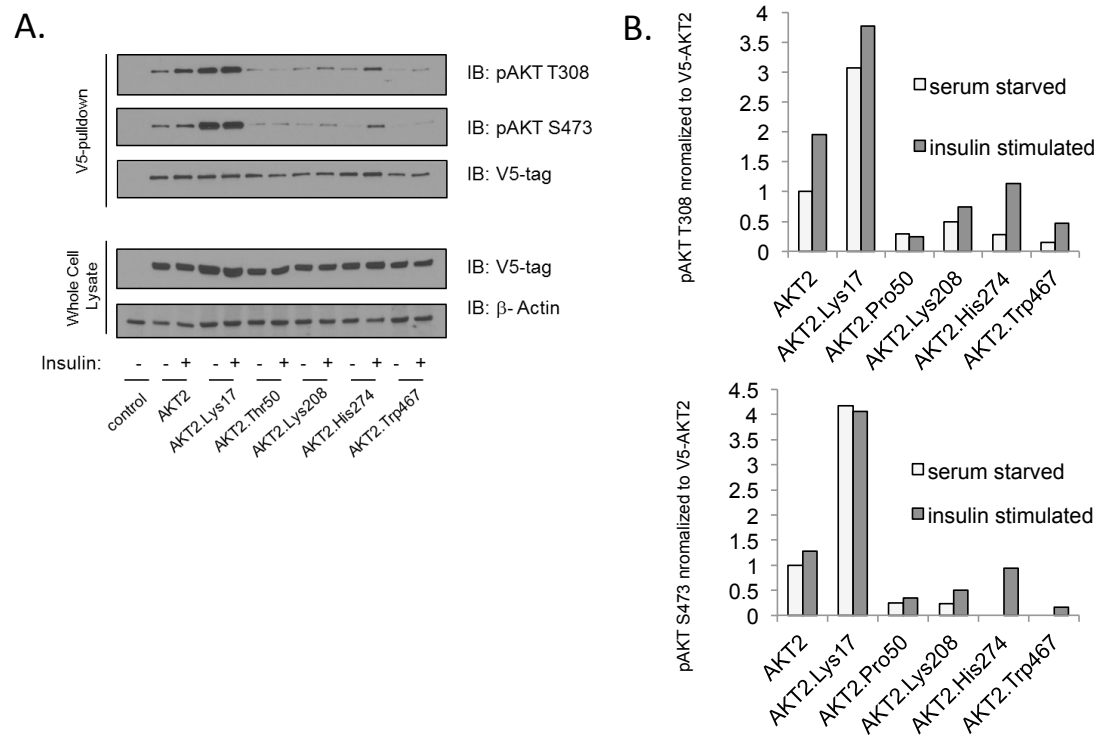 A.
V5-pulldown
IB: pAKT T308
IB: pAKT S473
IB: V5-tag
Whole Cell
Lysate
IB: V5-tag
IB: β- Actin
Insulin: - - + - + - + - + - + - +
control
AKT2
AKT2.Lys17
AKT2.Thr50
AKT2.Lys208
AKT2.His274
AKT2.Trp467
B.
pAKT T308 nromalized to V5-AKT2
4
3.5
3
2.5
2
1.5
1
0.5
0
serum starved
insulin stimulated
AKT2
AKT2.Lys17
AKT2.Pro50
AKT2.Lys208
AKT2.His274
AKT2.Trp467
pAKT S473 nromalized to V5-AKT2
4.5
4
3.5
3
2.5
2
1.5
1
0.5
0
serum starved
insulin stimulated
AKT2
AKT2.Lys17
AKT2.Pro50
AKT2.Lys208
AKT2.His274
AKT2.Trp467